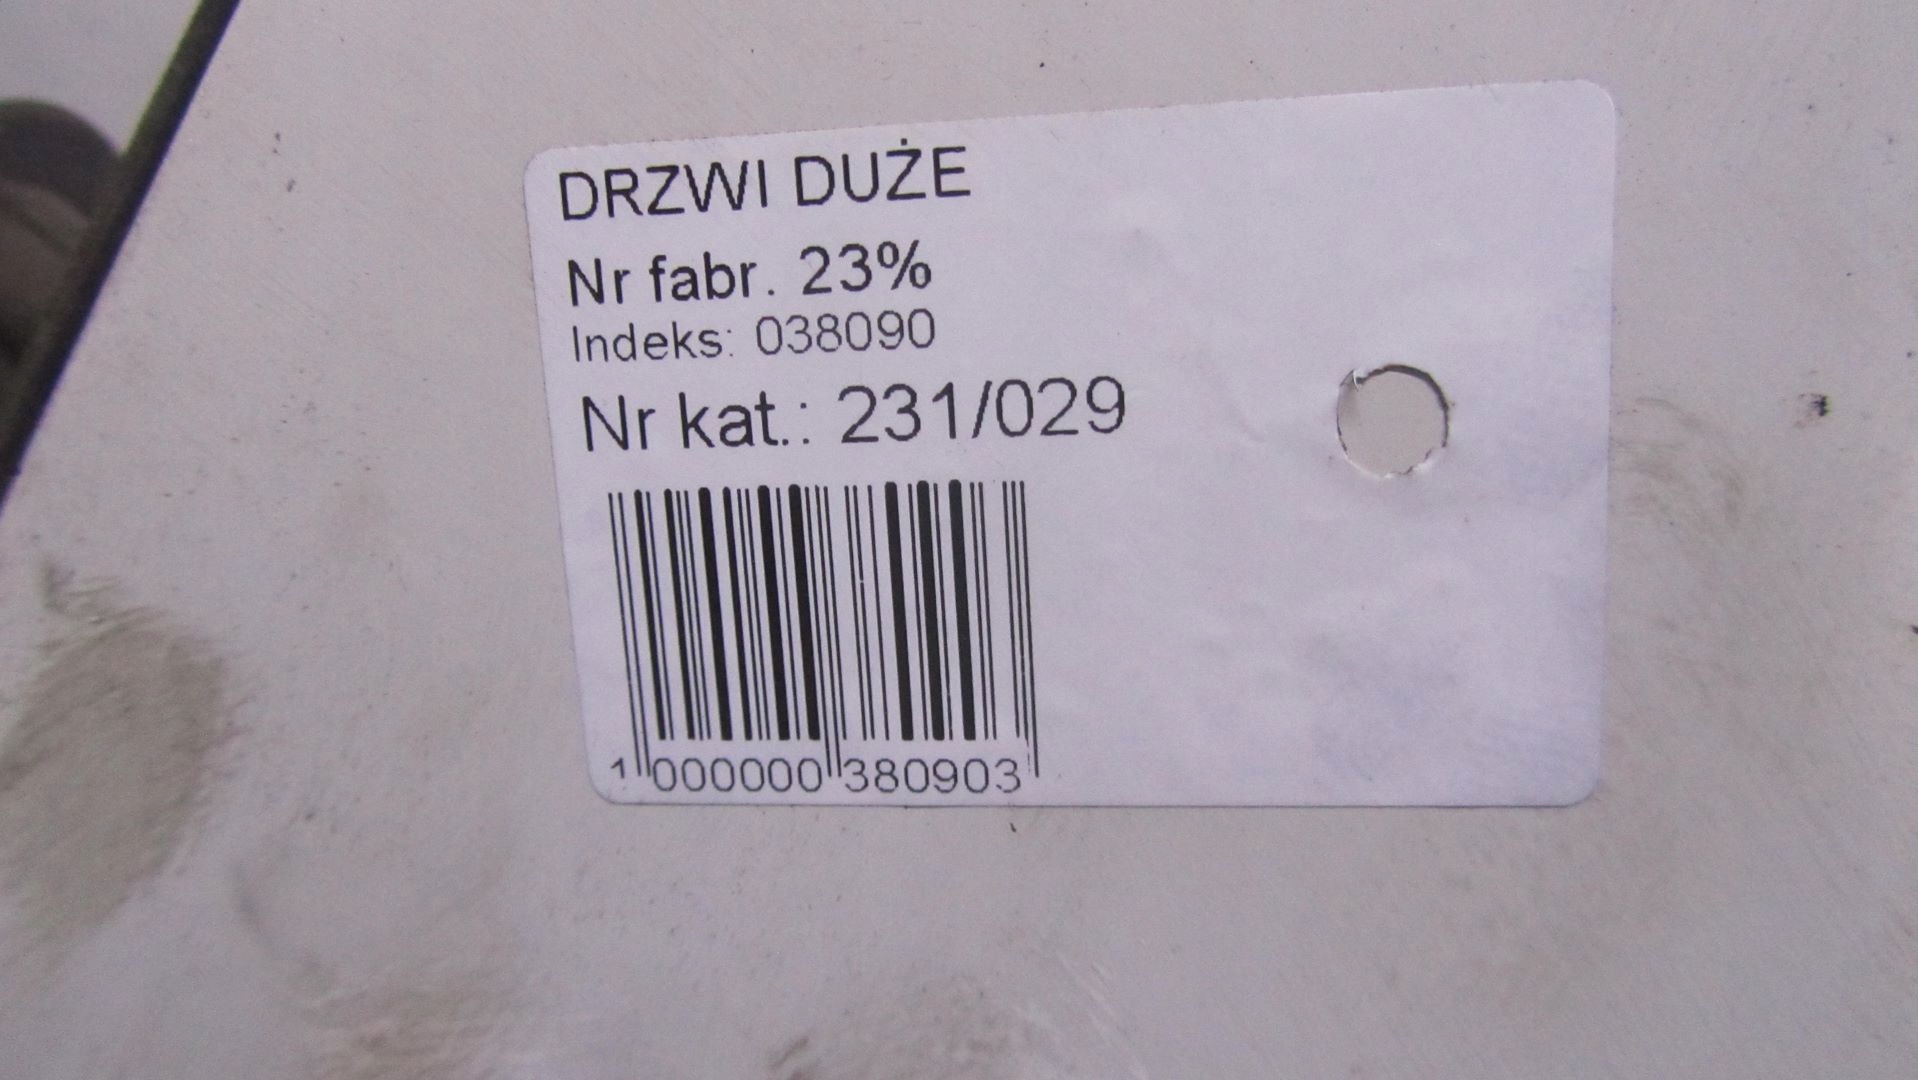 DRZWI DUŻE
Nr fabr. 23%
Indeks: 038090
Nr kat.: 231/029
1 000000 380903